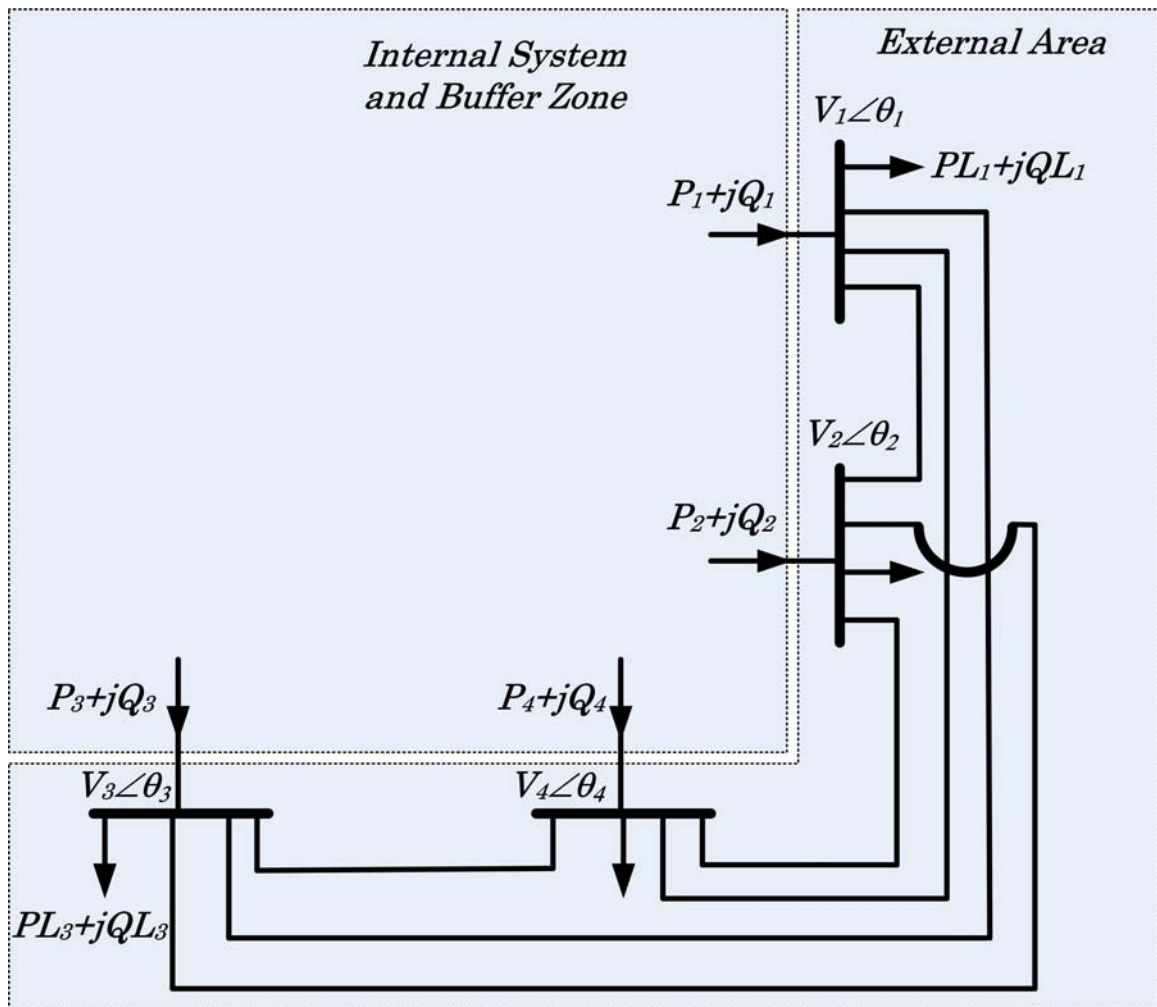 Internal System
and Buffer Zone
External Area
V₁∠θ₁
PL₁+jQL₁
P₁+jQ₁
V₂∠θ₂
P₂+jQ₂
P₃+jQ₃
P₄+jQ₄
V₃∠θ₃
V₄∠θ₄
PL₃+jQL₃